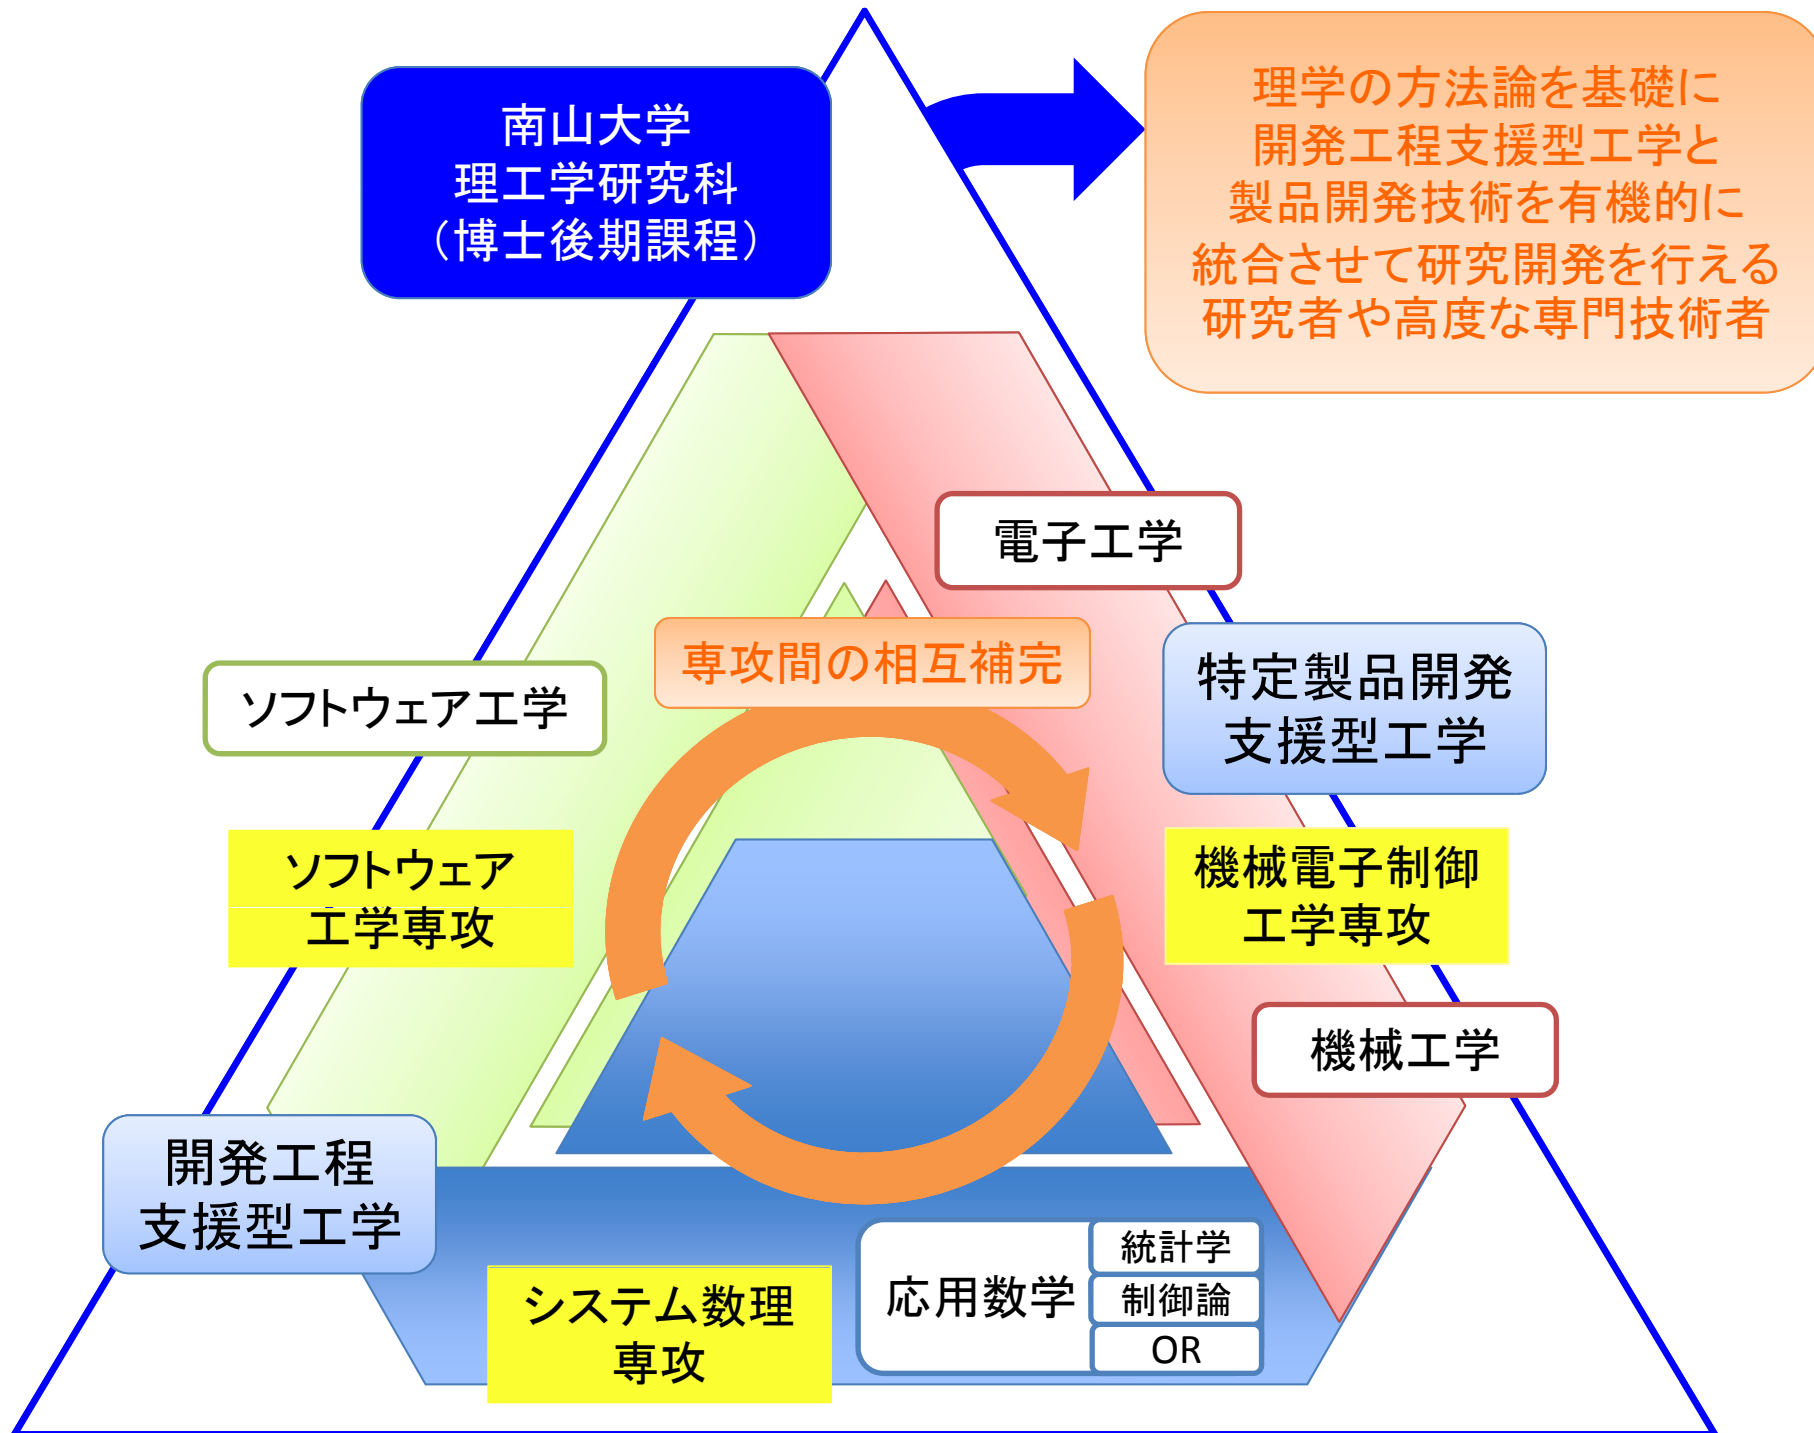 南山大学
理工学研究科
（博士後期課程）
理学の方法論を基礎に
開発工程支援型工学と
製品開発技術を有機的に
統合させて研究開発を行える
研究者や高度な専門技術者
電子工学
専攻間の相互補完
ソフトウェア工学
特定製品開発
支援型工学
ソフトウェア
工学専攻
機械電子制御
工学専攻
機械工学
開発工程
支援型工学
システム数理
専攻
応用数学
統計学
制御論
OR